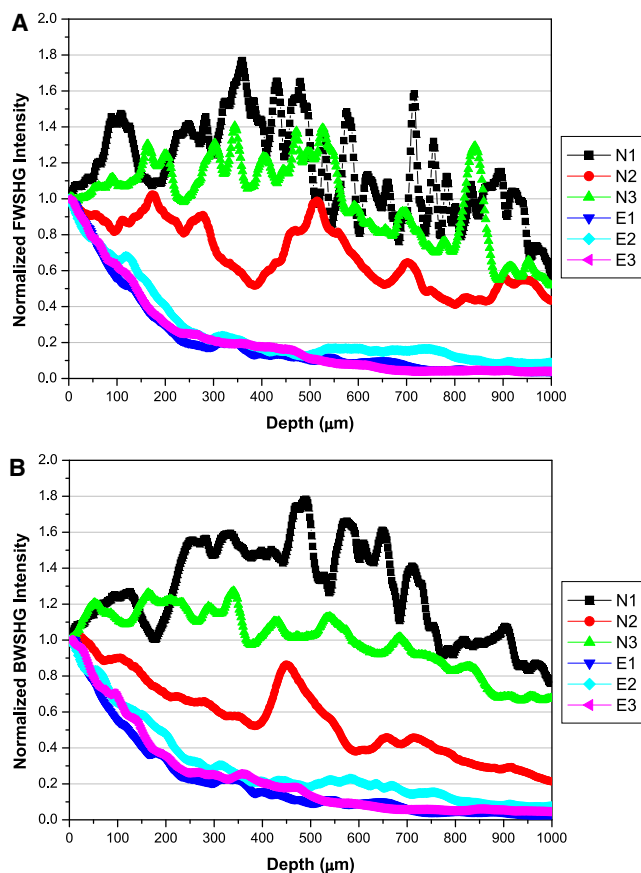 A
Normalized FWSHG Intensity
2.0
1.8
1.6
1.4
1.2
1.0
0.8
0.6
0.4
0.2
0.0
0 100 200 300 400 500 600 700 800 900 1000
Depth (μm)
N1
N2
N3
E1
E2
E3
B
Normalized BWSHG Intensity
2.0
1.8
1.6
1.4
1.2
1.0
0.8
0.6
0.4
0.2
0.0
0 100 200 300 400 500 600 700 800 900 1000
Depth (μm)
N1
N2
N3
E1
E2
E3